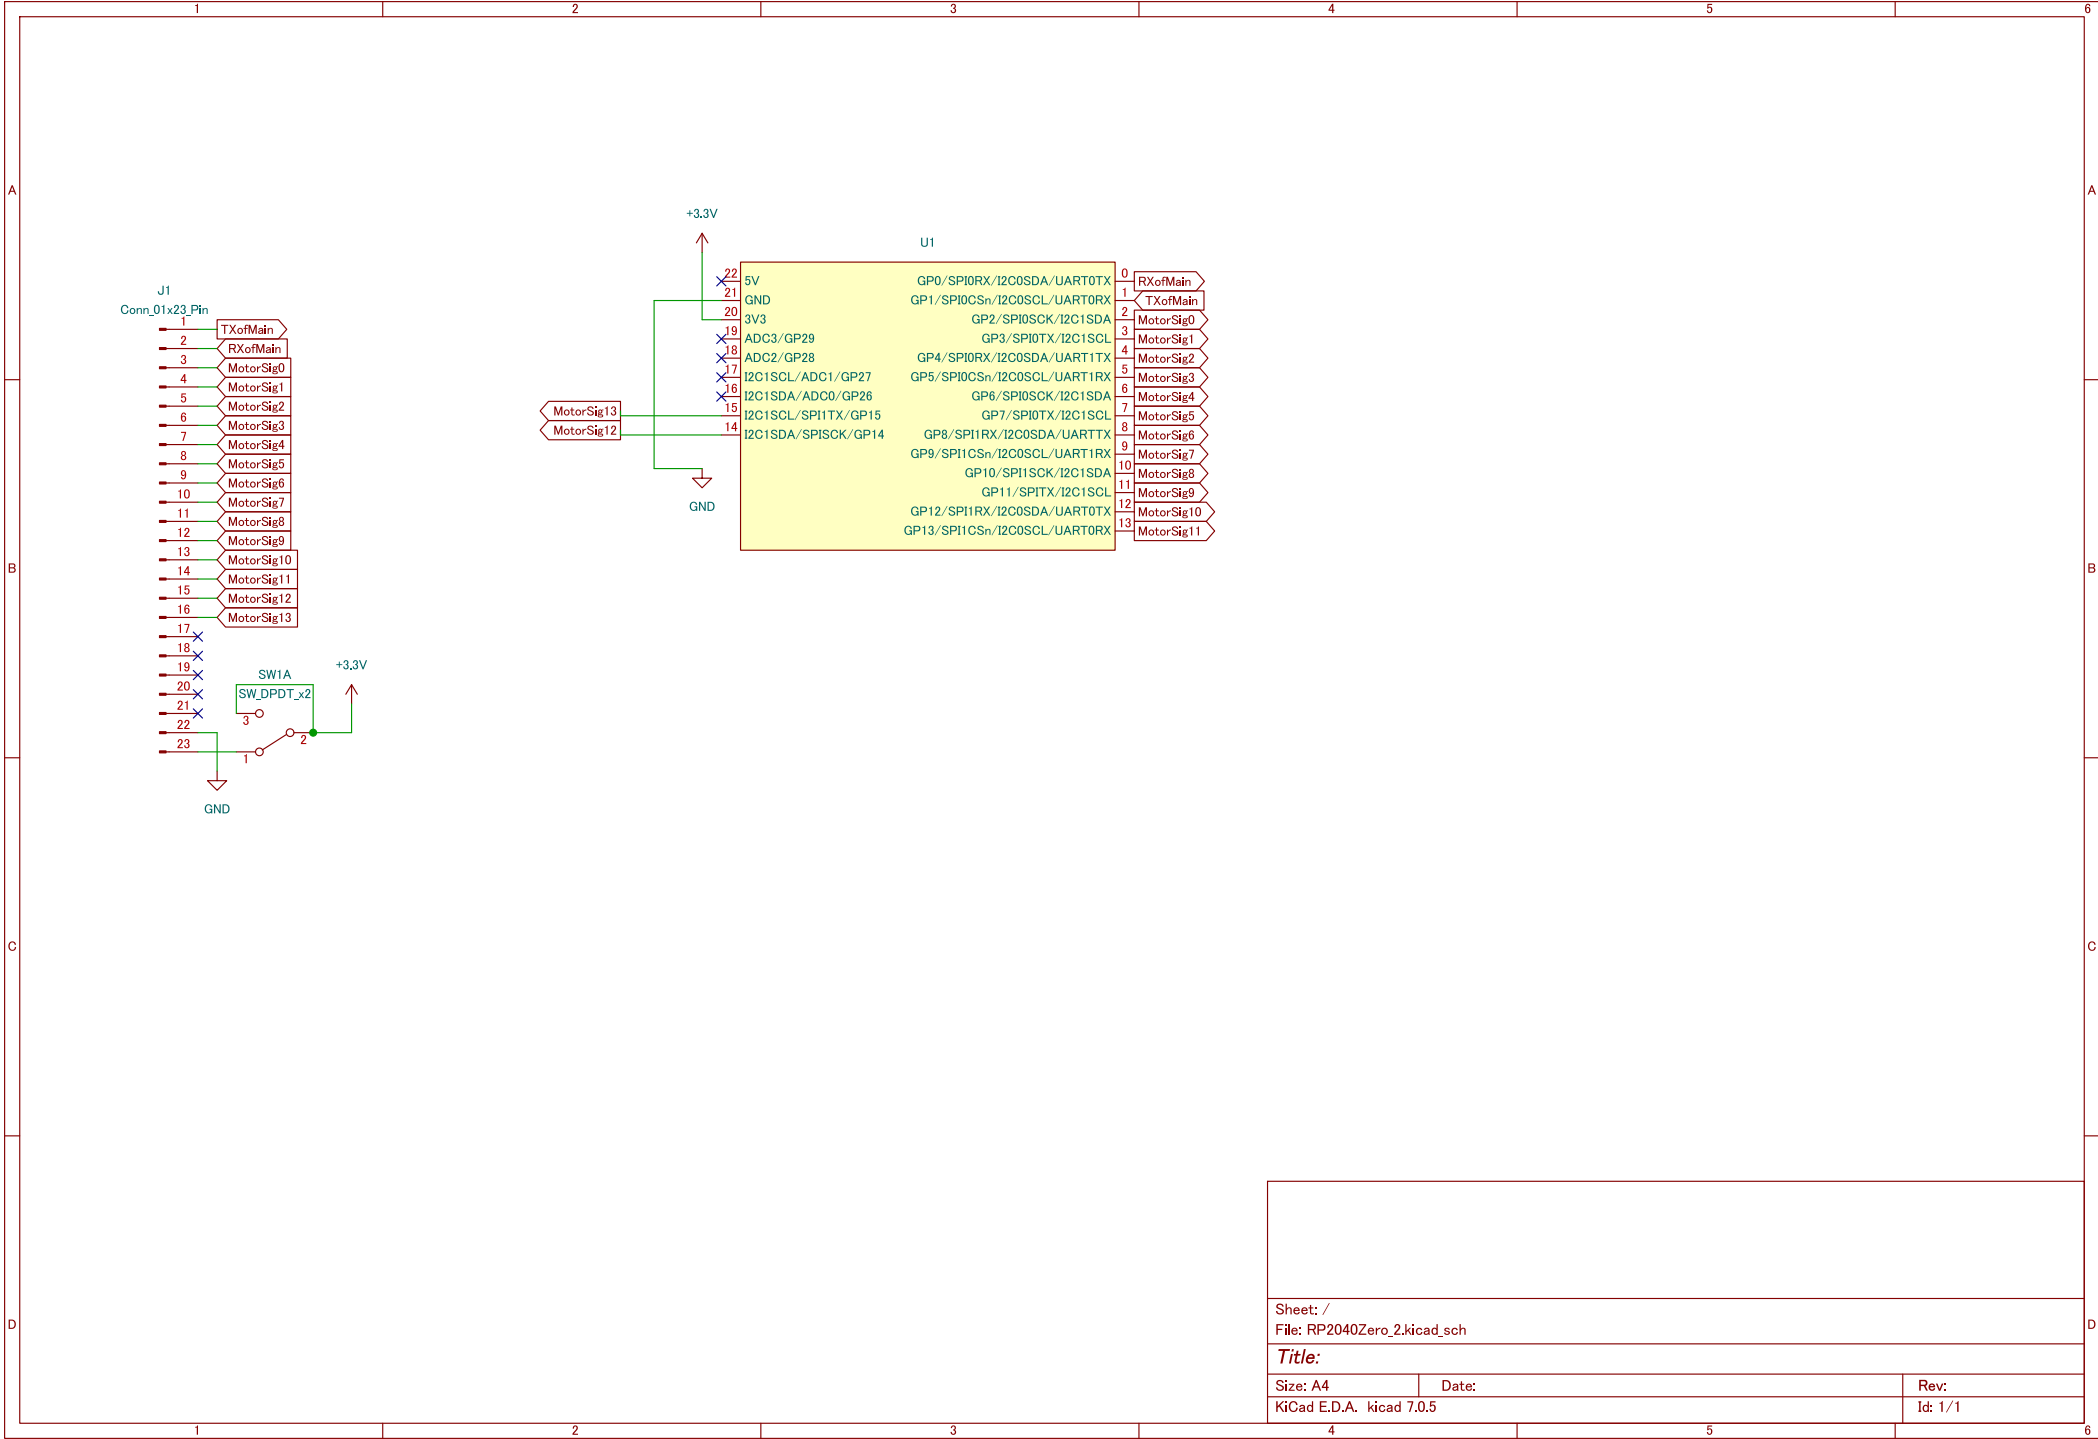 1 2 3 4 5 6
A A
B B
C C
D D
J1
Conn_01x23_Pin
1 TXofMain
2 RXofMain
3 MotorSig0
4 MotorSig1
5 MotorSig2
6 MotorSig3
7 MotorSig4
8 MotorSig5
9 MotorSig6
10 MotorSig7
11 MotorSig8
12 MotorSig9
13 MotorSig10
14 MotorSig11
15 MotorSig12
16 MotorSig13
17
18
19
20
21
22
23
SW1A
SW_DPDT_x2
3
2
1
+3.3V
GND
+3.3V
U1
22 5V
21 GND
20 3V3
19 ADC3/GP29
18 ADC2/GP28
17 I2C1SCL/ADC1/GP27
16 I2C1SDA/ADC0/GP26
MotorSig13 15 I2C1SCL/SPI1TX/GP15
MotorSig12 14 I2C1SDA/SPISCK/GP14
GND
GP0/SPI0RX/I2C0SDA/UART0TX 0 RXofMain
GP1/SPI0CSn/I2C0SCL/UART0RX 1 TXofMain
GP2/SPI0SCK/I2C1SDA 2 MotorSig0
GP3/SPI0TX/I2C1SCL 3 MotorSig1
GP4/SPI0RX/I2C0SDA/UART1TX 4 MotorSig2
GP5/SPI0CSn/I2C0SCL/UART1RX 5 MotorSig3
GP6/SPI0SCK/I2C1SDA 6 MotorSig4
GP7/SPI0TX/I2C1SCL 7 MotorSig5
GP8/SPI1RX/I2C0SDA/UARTTX 8 MotorSig6
GP9/SPI1CSn/I2C0SCL/UART1RX 9 MotorSig7
GP10/SPI1SCK/I2C1SDA 10 MotorSig8
GP11/SPITX/I2C1SCL 11 MotorSig9
GP12/SPI1RX/I2C0SDA/UART0TX 12 MotorSig10
GP13/SPI1CSn/I2C0SCL/UART0RX 13 MotorSig11
Sheet: /
File: RP2040Zero_2.kicad_sch
Title:
Size: A4 Date: Rev:
KiCad E.D.A. kicad 7.0.5 Id: 1/1
1 2 3 4 5 6